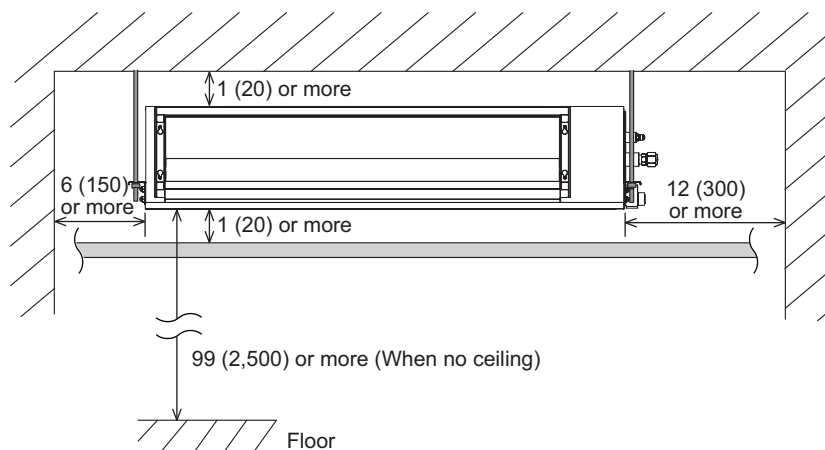 1 (20) or more
6 (150)
or more
12 (300)
or more
1 (20) or more
99 (2,500) or more (When no ceiling)
Floor